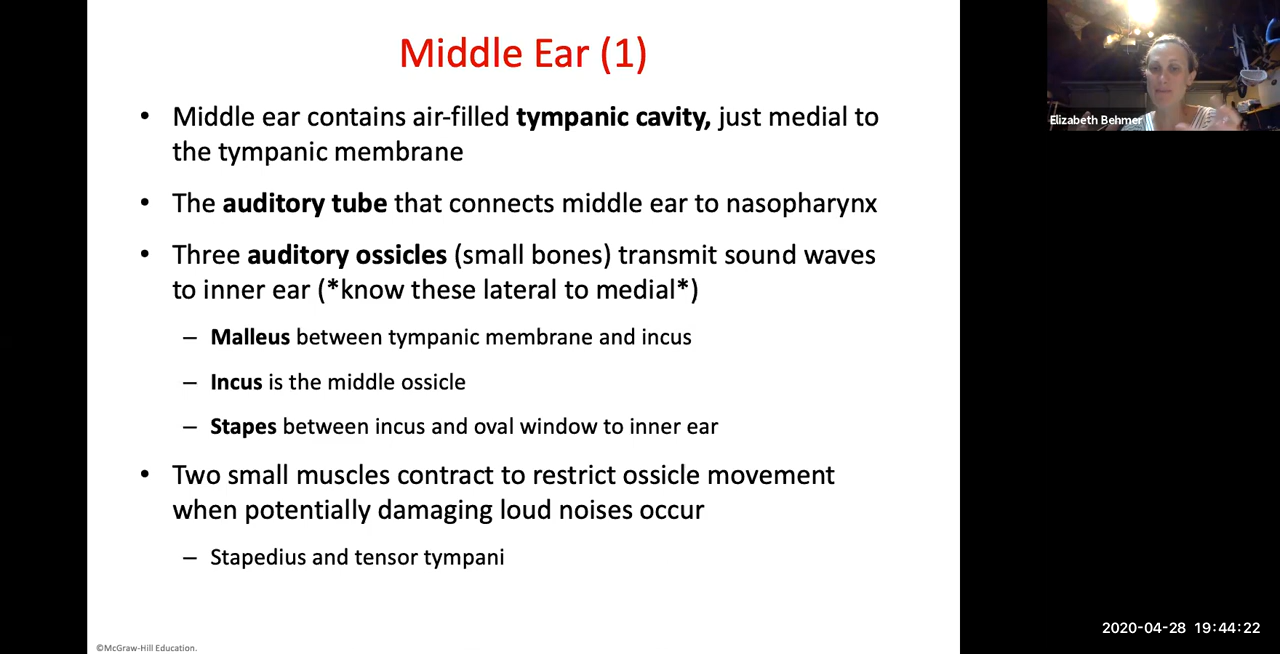 Middle Ear (1)
• Middle ear contains air-filled tympanic cavity, just medial to
the tympanic membrane
• The auditory tube that connects middle ear to nasopharynx
• Three auditory ossicles (small bones) transmit sound waves
to inner ear (*know these lateral to medial*)
– Malleus between tympanic membrane and incus
– Incus is the middle ossicle
– Stapes between incus and oval window to inner ear
• Two small muscles contract to restrict ossicle movement
when potentially damaging loud noises occur
– Stapedius and tensor tympani
©McGraw-Hill Education.
Elizabeth Behmer
2020-04-28 19:44:22